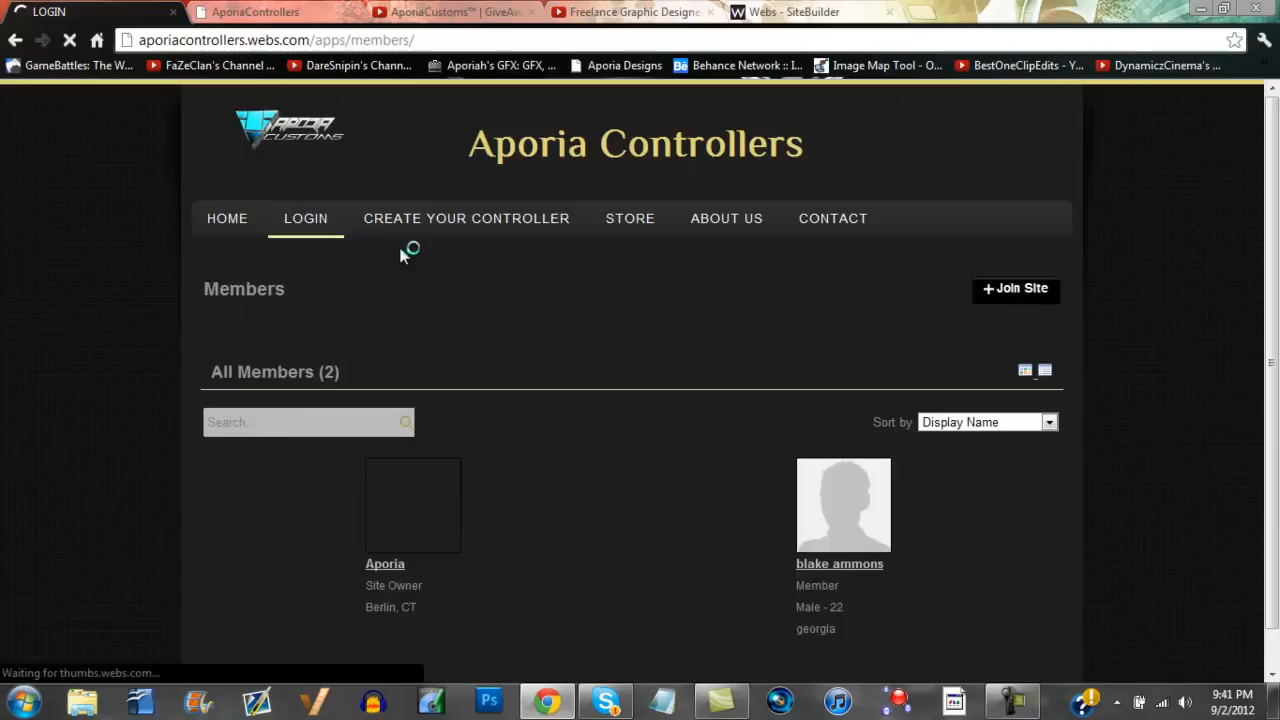 LOGIN
AporiaControllers
AporiaCustoms™ | GiveAw
Freelance Graphic Designe
Webs - SiteBuilder
aporiacontrollers.webs.com/apps/members/
GameBattles: The W...
FaZeClan's Channel ...
DareSnipin's Chann...
Aporiah's GFX: GFX, ...
Aporia Designs
Behance Network :: I...
Image Map Tool - O...
BestOneClipEdits - Y...
DynamiczCinema's ...
APORIA
CUSTOMS
Aporia Controllers
HOME
LOGIN
CREATE YOUR CONTROLLER
STORE
ABOUT US
CONTACT
Members
+ Join Site
All Members (2)
Search...
Sort by
Display Name
Aporia
Site Owner
Berlin, CT
blake ammons
Member
Male - 22
georgia
Waiting for thumbs.webs.com...
Ps
9:41 PM
9/2/2012